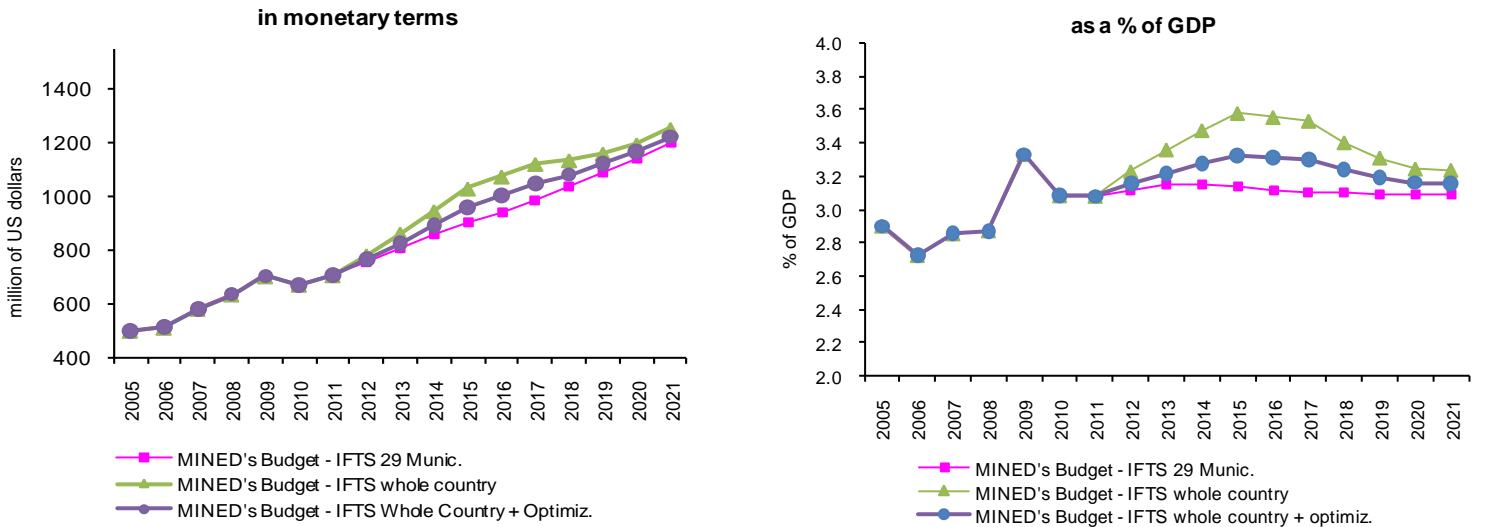 in monetary terms
million of US dollars
1400
1200
1000
800
600
400
2005 2006 2007 2008 2009 2010 2011 2012 2013 2014 2015 2016 2017 2018 2019 2020 2021
MINED's Budget - IFTS 29 Munic.
MINED's Budget - IFTS whole country
MINED's Budget - IFTS Whole Country + Optimiz.
as a % of GDP
% of GDP
4.0
3.8
3.6
3.4
3.2
3.0
2.8
2.6
2.4
2.2
2.0
2005 2006 2007 2008 2009 2010 2011 2012 2013 2014 2015 2016 2017 2018 2019 2020 2021
MINED's Budget - IFTS 29 Munic.
MINED's Budget - IFTS whole country
MINED's Budget - IFTS whole country + optimiz.